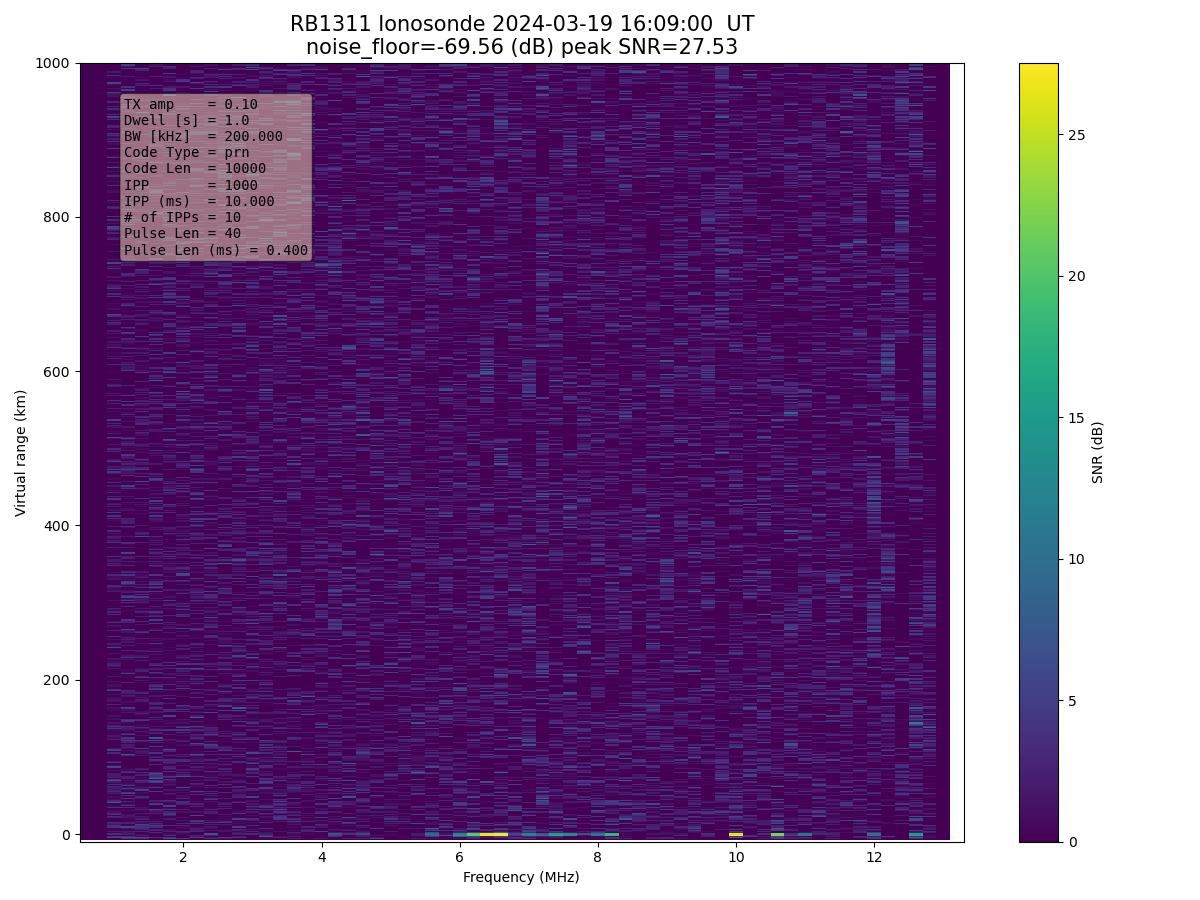 RB1311 Ionosonde 2024-03-19 16:09:00  UT
noise_floor=-69.56 (dB) peak SNR=27.53
TX amp    = 0.10
Dwell [s] = 1.0
BW [kHz]  = 200.000
Code Type = prn
Code Len  = 10000
IPP       = 1000
IPP (ms)  = 10.000
# of IPPs = 10
Pulse Len = 40
Pulse Len (ms) = 0.400
Virtual range (km)
1000
800
600
400
200
0
2 4 6 8 10 12
Frequency (MHz)
25
20
15
10
5
0
SNR (dB)